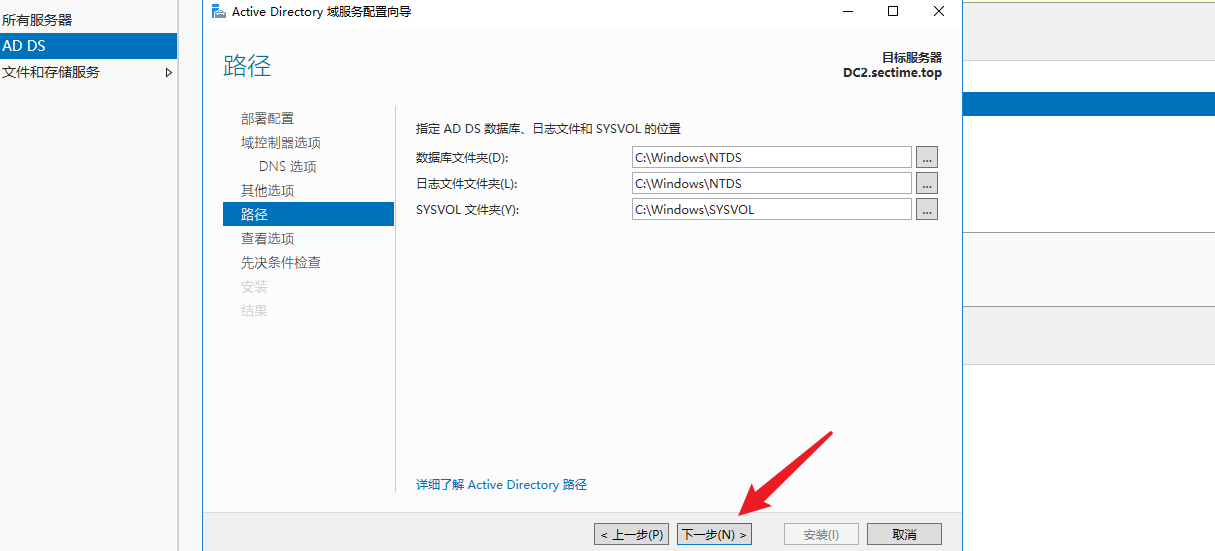 所有服务器
AD DS
文件和存储服务
Active Directory 域服务配置向导
路径
目标服务器
DC2.sectime.top
部署配置
域控制器选项
DNS 选项
其他选项
路径
查看选项
先决条件检查
安装
结果
指定 AD DS 数据库、日志文件和 SYSVOL 的位置
数据库文件夹(D): C:\Windows\NTDS ...
日志文件文件夹(L): C:\Windows\NTDS ...
SYSVOL 文件夹(Y): C:\Windows\SYSVOL ...
详细了解 Active Directory 路径
< 上一步(P) 下一步(N) > 安装(I) 取消